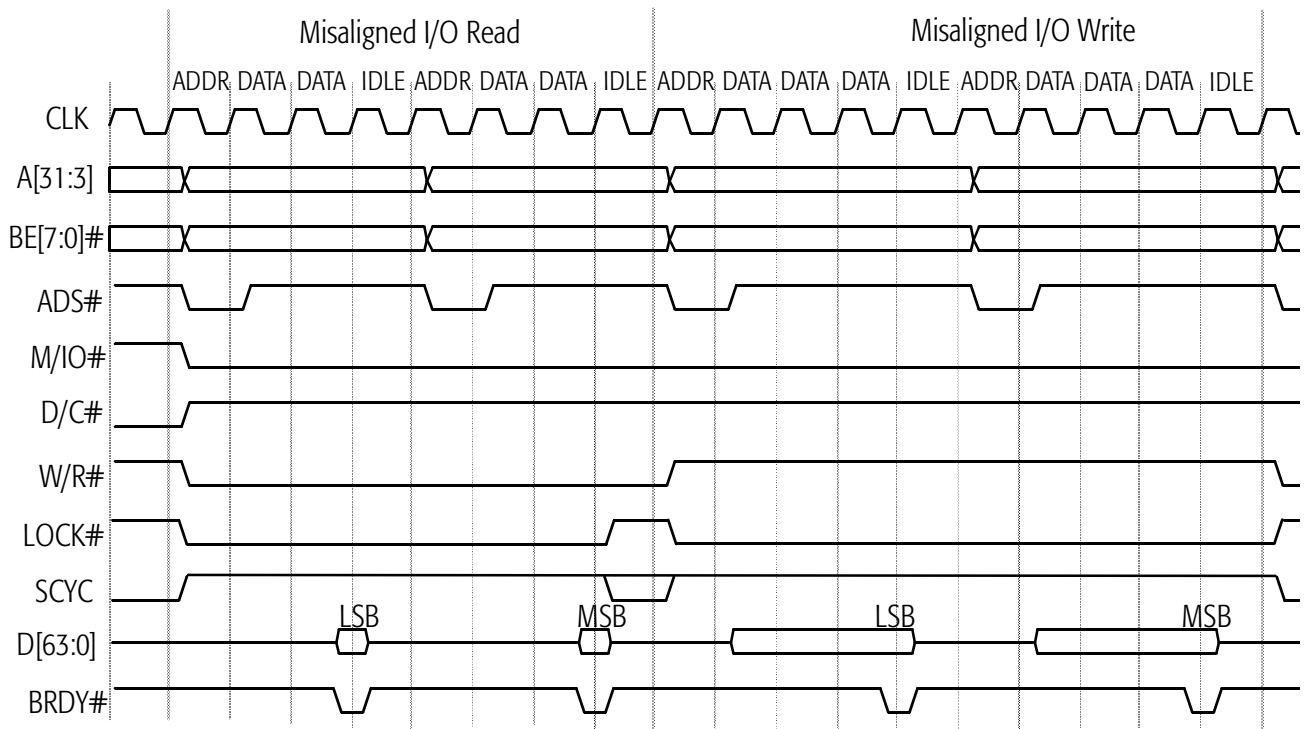 Misaligned I/O Read Misaligned I/O Write
ADDR DATA DATA IDLE ADDR DATA DATA IDLE ADDR DATA DATA DATA IDLE ADDR DATA DATA DATA IDLE
CLK
A[31:3]
BE[7:0]#
ADS#
M/IO#
D/C#
W/R#
LOCK#
SCYC
LSB MSB LSB MSB
D[63:0]
BRDY#